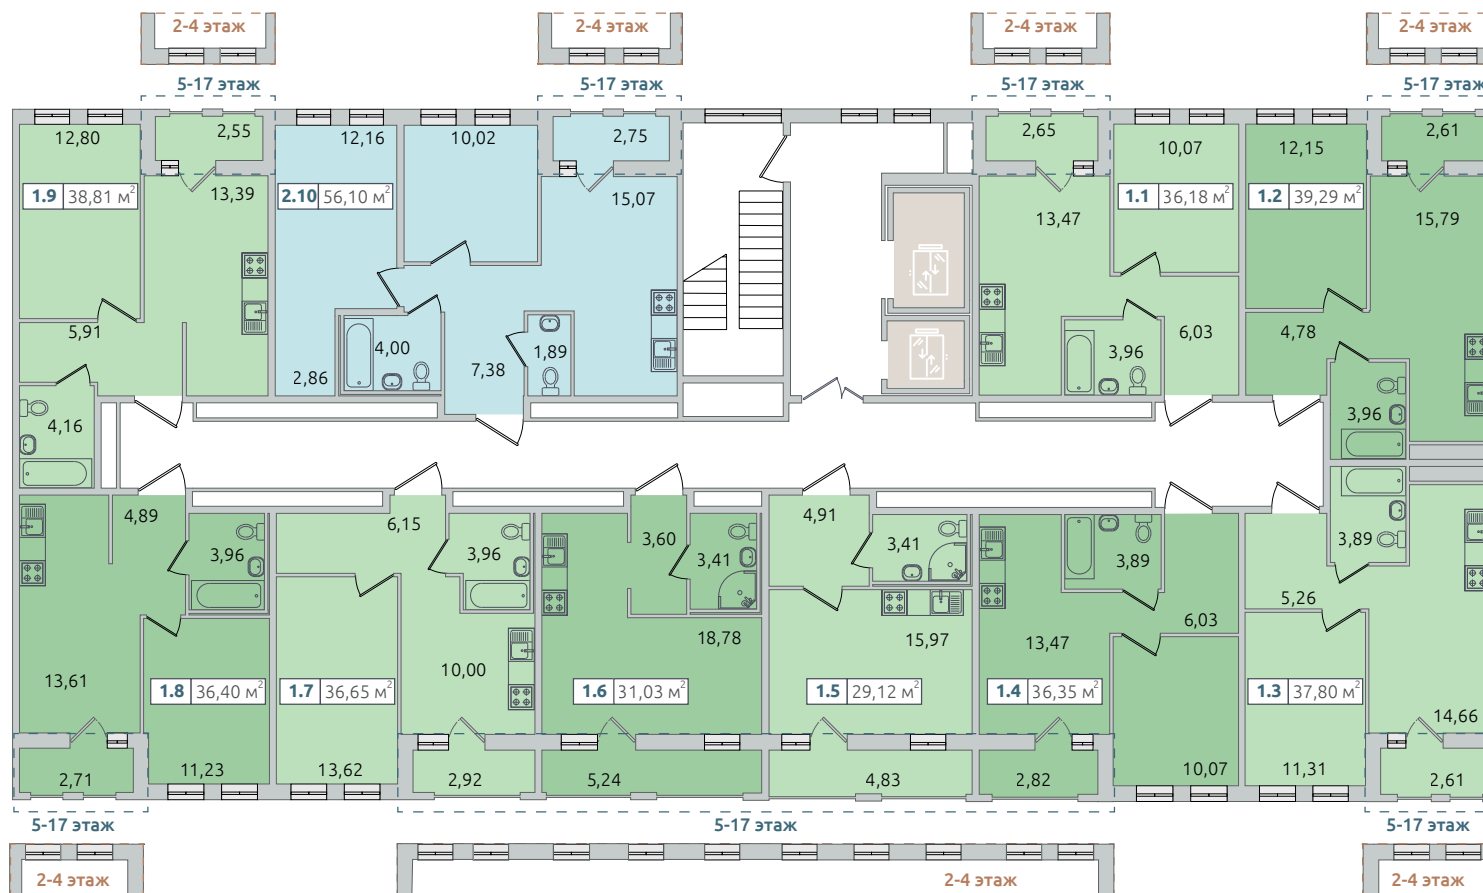 2-4 этаж
2-4 этаж
2-4 этаж
2-4 этаж
5-17 этаж
5-17 этаж
5-17 этаж
5-17 этаж
12,80
2,55
12,16
10,02
2,75
2,65
10,07
12,15
2,61
1.9 38,81 м²
13,39
2.10 56,10 м²
15,07
13,47
1.1 36,18 м²
1.2 39,29 м²
15,79
5,91
4,00
7,38
1,89
2,86
3,96
6,03
4,78
4,16
3,96
4,89
3,96
6,15
3,96
3,60
3,41
4,91
3,41
3,89
6,03
3,89
5,26
13,61
1.8 36,40 м²
1.7 36,65 м²
10,00
18,78
1.6 31,03 м²
15,97
1.5 29,12 м²
13,47
1.4 36,35 м²
1.3 37,80 м²
14,66
2,71
11,23
13,62
2,92
5,24
4,83
2,82
10,07
11,31
2,61
5-17 этаж
5-17 этаж
5-17 этаж
2-4 этаж
2-4 этаж
2-4 этаж